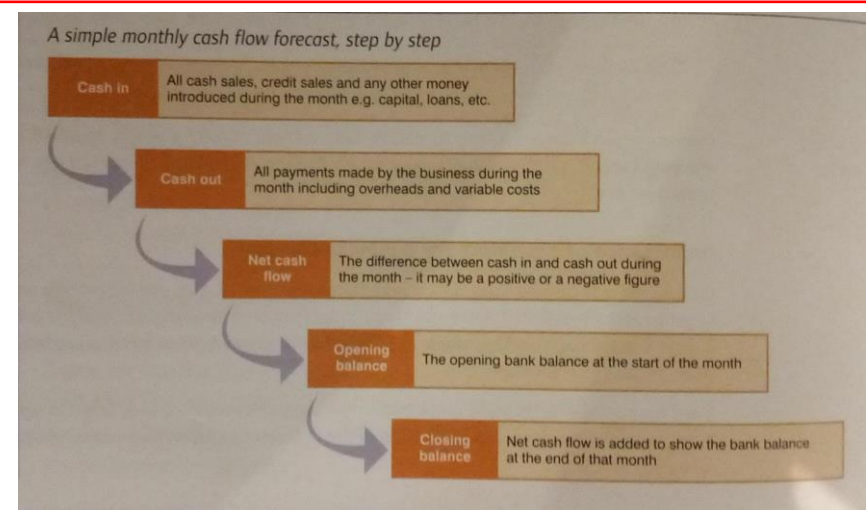 A simple monthly cash flow forecast, step by step
Cash in
All cash sales, credit sales and any other money
introduced during the month e.g. capital, loans, etc.
Cash out
All payments made by the business during the
month including overheads and variable costs
Net cash
flow
The difference between cash in and cash out during
the month – it may be a positive or a negative figure
Opening
balance
The opening bank balance at the start of the month
Closing
balance
Net cash flow is added to show the bank balance
at the end of that month